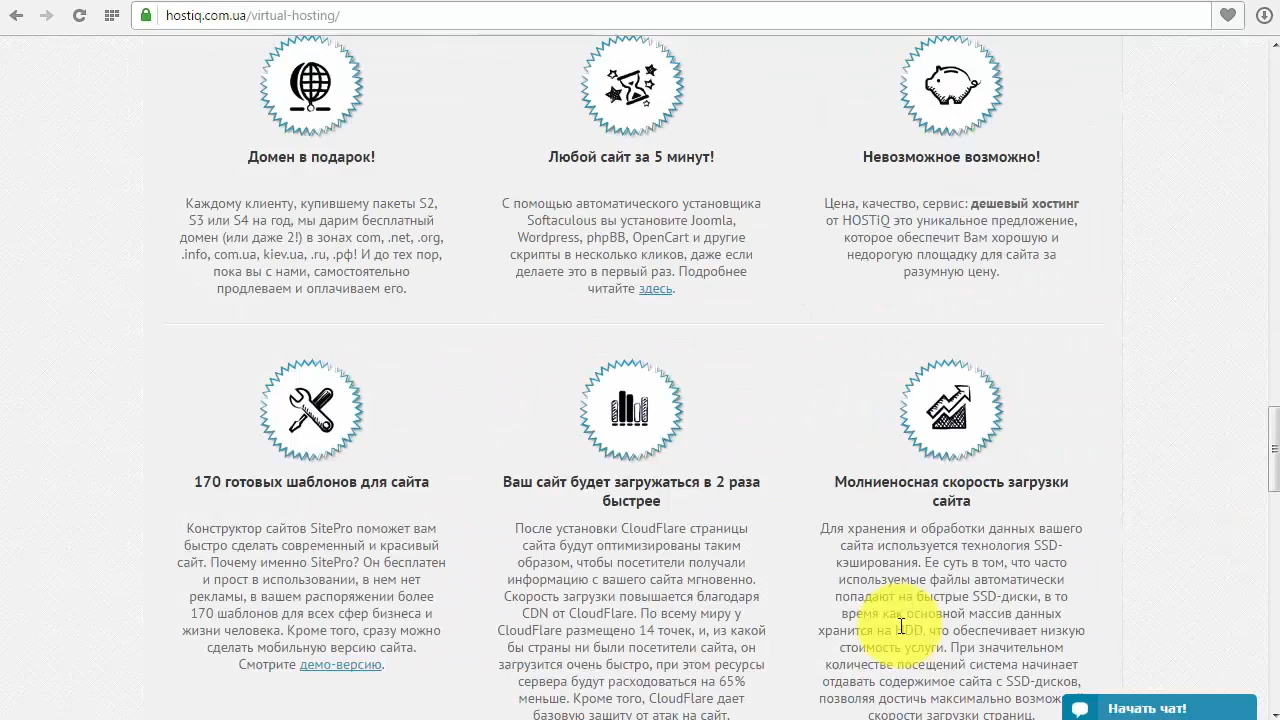 hostiq.com.ua/virtual-hosting/
Домен в подарок!
Каждому клиенту, купившему пакеты S2,
S3 или S4 на год, мы дарим бесплатный
домен (или даже 2!) в зонах com, .net, .org,
.info, com.ua, kiev.ua, .ru, .рф! И до тех пор,
пока вы с нами, самостоятельно
продлеваем и оплачиваем его.
Любой сайт за 5 минут!
С помощью автоматического установщика
Softaculous вы установите Joomla,
Wordpress, phpBB, OpenCart и другие
скрипты в несколько кликов, даже если
делаете это в первый раз. Подробнее
читайте здесь.
Невозможное возможно!
Цена, качество, сервис: дешевый хостинг
от HOSTiQ это уникальное предложение,
которое обеспечит Вам хорошую и
недорогую площадку для сайта за
разумную цену.
170 готовых шаблонов для сайта
Конструктор сайтов SitePro поможет вам
быстро сделать современный и красивый
сайт. Почему именно SitePro? Он бесплатен
и прост в использовании, в нем нет
рекламы, в вашем распоряжении более
170 шаблонов для всех сфер бизнеса и
жизни человека. Кроме того, сразу можно
сделать мобильную версию сайта.
Смотрите демо-версию.
Ваш сайт будет загружаться в 2 раза
быстрее
После установки CloudFlare страницы
сайта будут оптимизированы таким
образом, чтобы посетители получали
информацию с вашего сайта мгновенно.
Скорость загрузки повышается благодаря
CDN от CloudFlare. По всему миру у
CloudFlare размещено 14 точек, и, из какой
бы страны ни были посетители сайта, он
загрузится очень быстро, при этом ресурсы
сервера будут расходоваться на 65%
меньше. Кроме того, CloudFlare дает
базовую защиту от атак на сайт.
Молниеносная скорость загрузки
сайта
Для хранения и обработки данных вашего
сайта используется технология SSD-
кэширования. Ее суть в том, что часто
используемые файлы автоматически
попадают на быстрые SSD-диски, в то
время как основной массив данных
хранится на HDD, что обеспечивает низкую
стоимость услуги. При значительном
количестве посещений система начинает
отдавать содержимое сайта с SSD-дисков,
позволяя достичь максимально возмож
скорости загрузки страниц.
Начать чат!